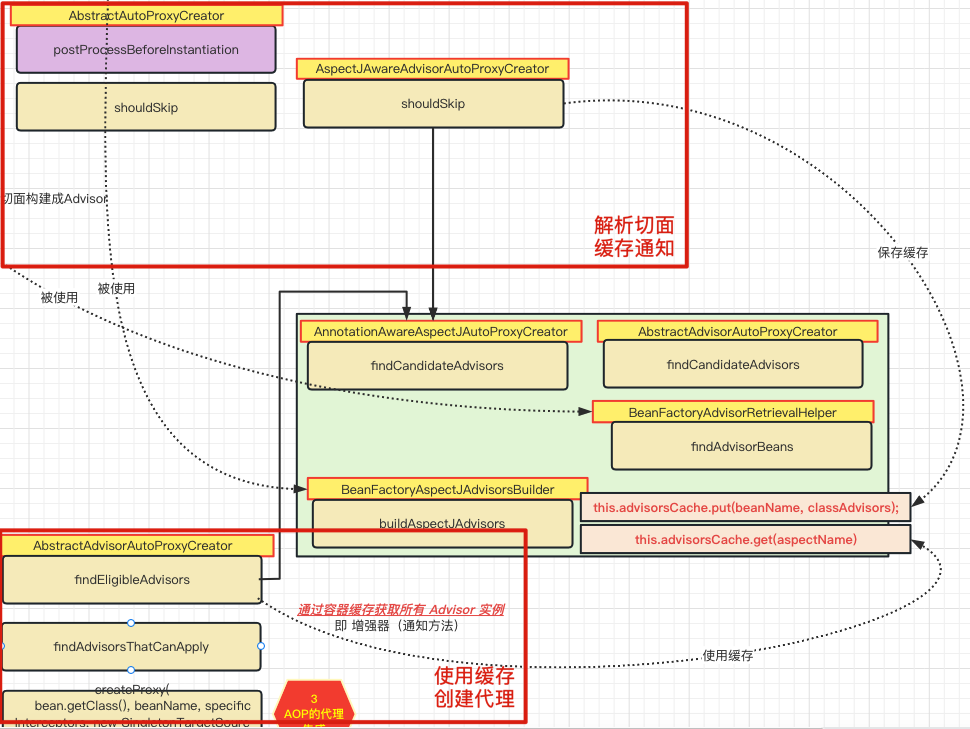 AbstractAutoProxyCreator
postProcessBeforeInstantiation
shouldSkip
AspectJAwareAdvisorAutoProxyCreator
shouldSkip
切面构建成Advisor
解析切面
缓存通知
保存缓存
被使用
被使用
AnnotationAwareAspectJAutoProxyCreator
findCandidateAdvisors
AbstractAdvisorAutoProxyCreator
findCandidateAdvisors
BeanFactoryAdvisorRetrievalHelper
findAdvisorBeans
BeanFactoryAspectJAdvisorsBuilder
buildAspectJAdvisors
this.advisorsCache.put(beanName, classAdvisors);
this.advisorsCache.get(aspectName)
AbstractAdvisorAutoProxyCreator
findEligibleAdvisors
通过容器缓存获取所有 Advisor 实例
即 增强器（通知方法）
findAdvisorsThatCanApply
使用缓存
使用缓存
创建代理
createProxy(
bean.getClass(), beanName, specific
Interceptors, new SingletonTargetSourc
3
AOP的代理